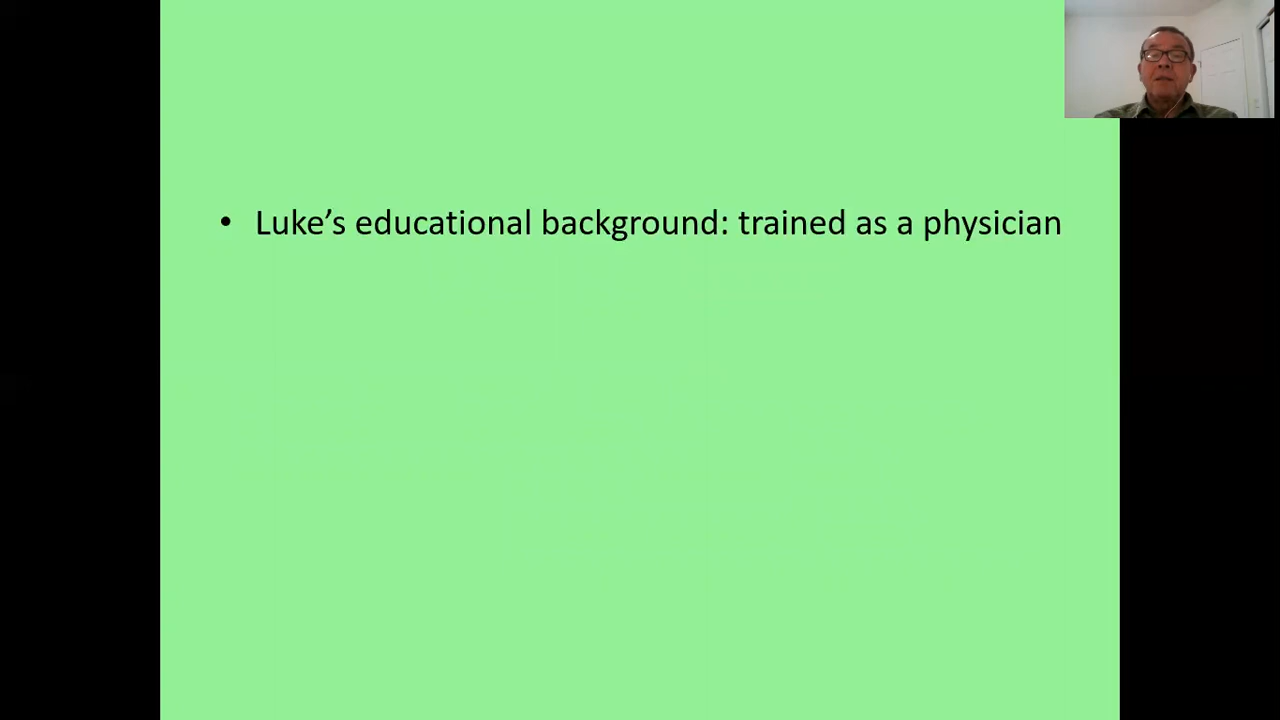 • Luke’s educational background: trained as a physician